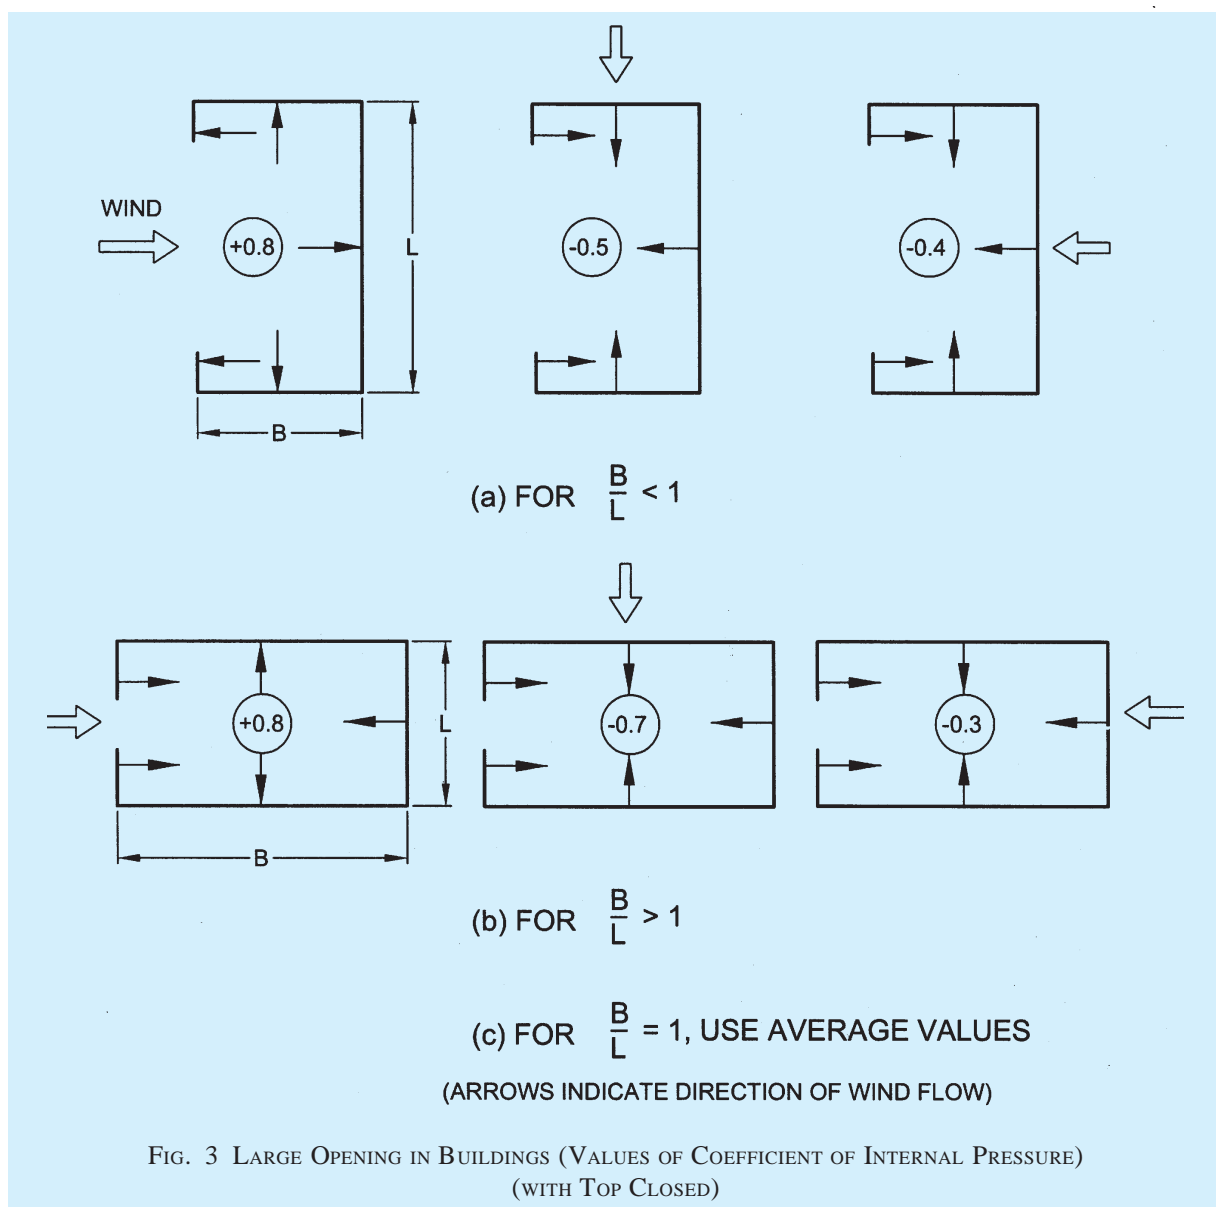 WIND
+0.8
L
B
-0.5
-0.4
(a) FOR B/L < 1
+0.8
L
B
-0.7
-0.3
(b) FOR B/L > 1
(c) FOR B/L = 1, USE AVERAGE VALUES
(ARROWS INDICATE DIRECTION OF WIND FLOW)
FIG. 3 LARGE OPENING IN BUILDINGS (VALUES OF COEFFICIENT OF INTERNAL PRESSURE)
(WITH TOP CLOSED)